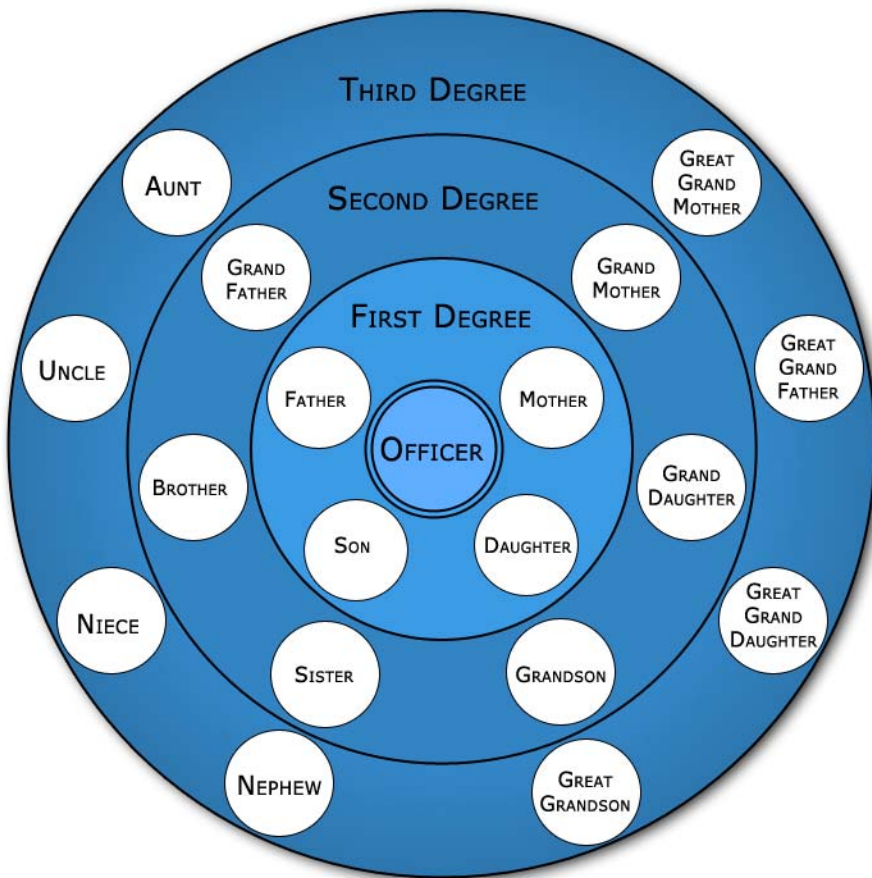 Third Degree
Aunt
Great
Grand
Mother
Second Degree
Grand
Father
Grand
Mother
First Degree
Uncle
Great
Grand
Father
Father
Mother
Officer
Brother
Grand
Daughter
Son
Daughter
Niece
Great
Grand
Daughter
Sister
Grandson
Nephew
Great
Grandson